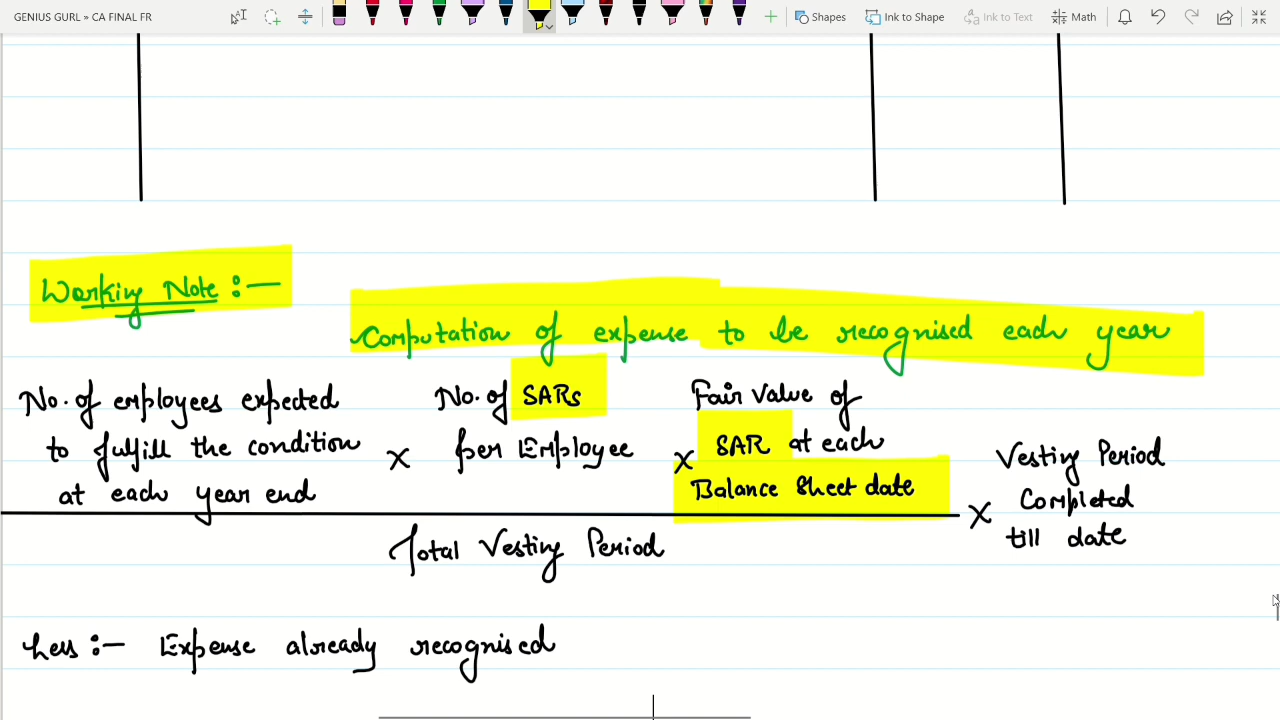 GENIUS GURL » CA FINAL FR
Shapes
Ink to Shape
Ink to Text
Math
Working Note :—
Computation of expense to be recognised each year
No. of employees expected
to fulfill the condition
at each year end
×
No. of SARs
per Employee
×
Fair Value of
SAR at each
Balance Sheet date
×
Vesting Period
Completed
till date
Total Vesting Period
Less :— Expense already recognised